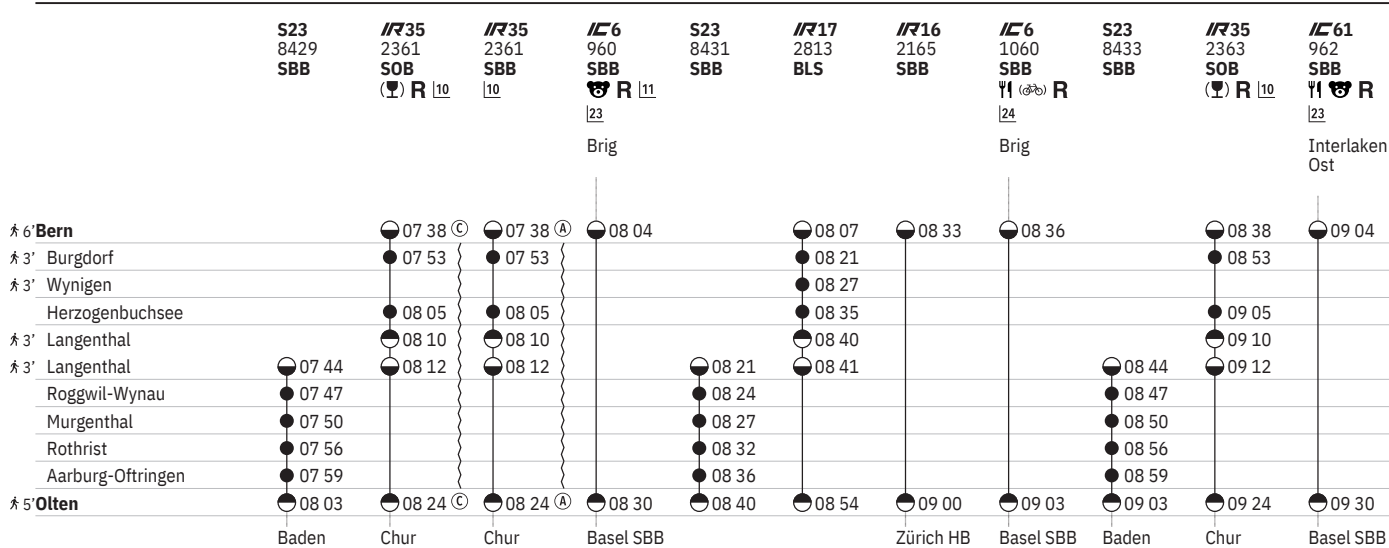 S23 IR35 IR35 IC6 S23 IR17 IR16 IC6 S23 IR35 IC61
8429 2361 2361 960 8431 2813 2165 1060 8433 2363 962
SBB SOB SBB SBB SBB BLS SBB SBB SBB SOB SBB
( ) R 10 10 R 11 ( ) R ( ) R 10 R
23 24 23
Brig Brig Interlaken
Ost
6’ Bern 07 38 C 07 38 A 08 04 08 07 08 33 08 36 08 38 09 04
3’ Burgdorf 07 53 07 53 08 21 08 53
3’ Wynigen 08 27
Herzogenbuchsee 08 05 08 05 08 35 09 05
3’ Langenthal 08 10 08 10 08 40 09 10
3’ Langenthal 07 44 08 12 08 12 08 21 08 41 08 44 09 12
Roggwil-Wynau 07 47 08 24 08 47
Murgenthal 07 50 08 27 08 50
Rothrist 07 56 08 32 08 56
Aarburg-Oftringen 07 59 08 36 08 59
5’ Olten 08 03 08 24 C 08 24 A 08 30 08 40 08 54 09 00 09 03 09 03 09 24 09 30
Baden Chur Chur Basel SBB Zürich HB Basel SBB Baden Chur Basel SBB